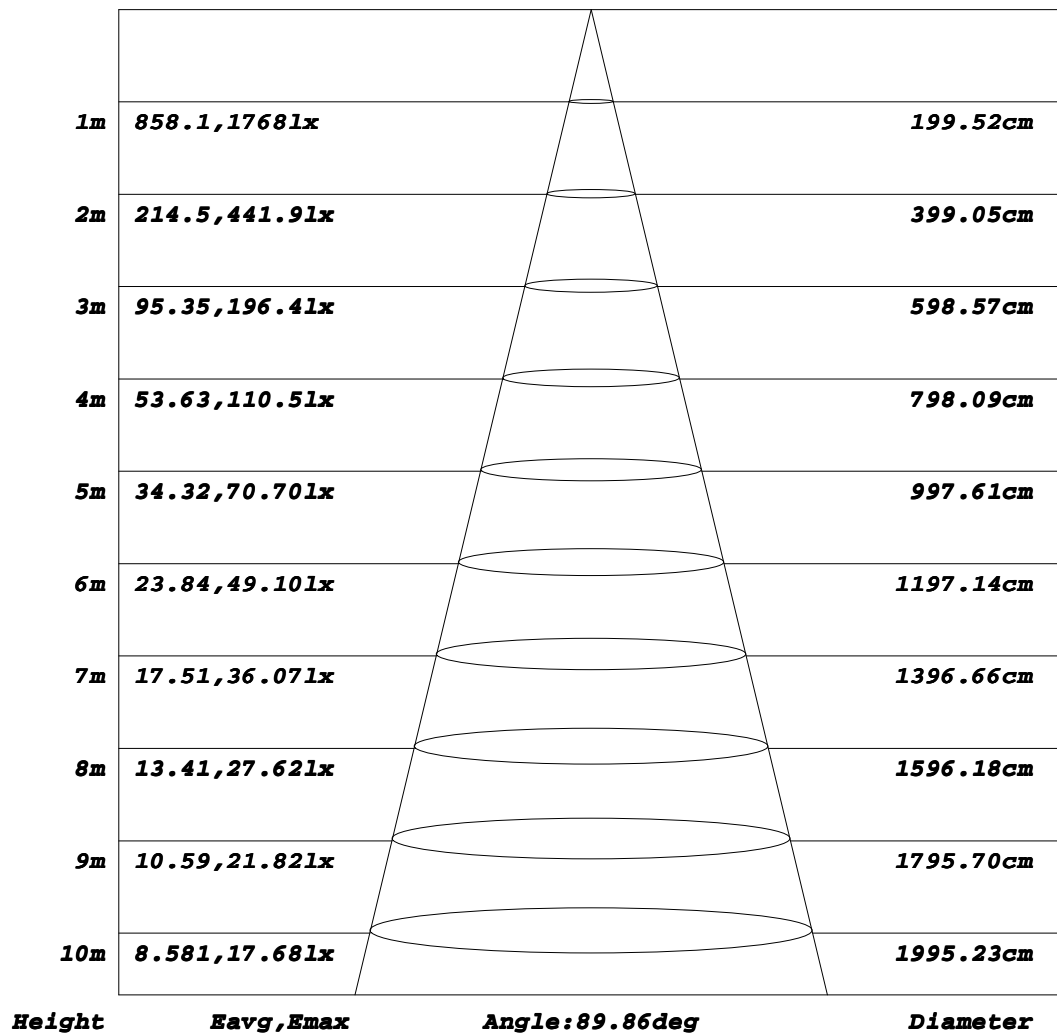 1m 858.1,1768lx 199.52cm
2m 214.5,441.9lx 399.05cm
3m 95.35,196.4lx 598.57cm
4m 53.63,110.5lx 798.09cm
5m 34.32,70.70lx 997.61cm
6m 23.84,49.10lx 1197.14cm
7m 17.51,36.07lx 1396.66cm
8m 13.41,27.62lx 1596.18cm
9m 10.59,21.82lx 1795.70cm
10m 8.581,17.68lx 1995.23cm
Height Eavg,Emax Angle:89.86deg Diameter